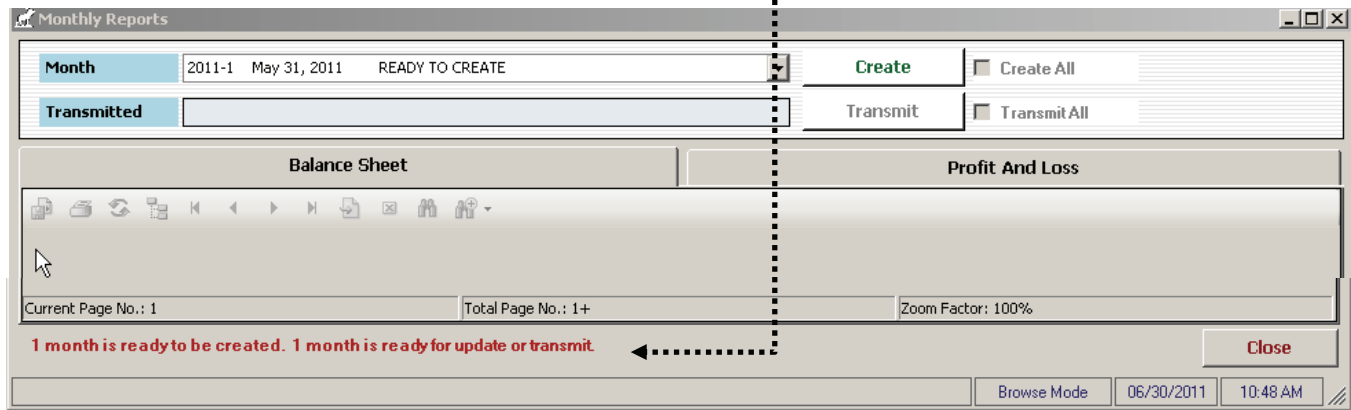 Monthly Reports
Month 2011-1 May 31, 2011 READY TO CREATE Create Create All
Transmitted Transmit Transmit All
Balance Sheet Profit And Loss
Current Page No.: 1 Total Page No.: 1+ Zoom Factor: 100%
1 month is ready to be created. 1 month is ready for update or transmit. Close
Browse Mode 06/30/2011 10:48 AM